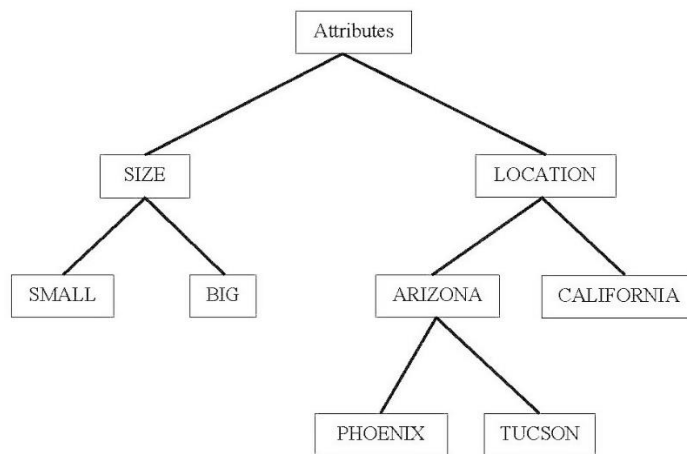 Attributes
SIZE
LOCATION
SMALL
BIG
ARIZONA
CALIFORNIA
PHOENIX
TUCSON